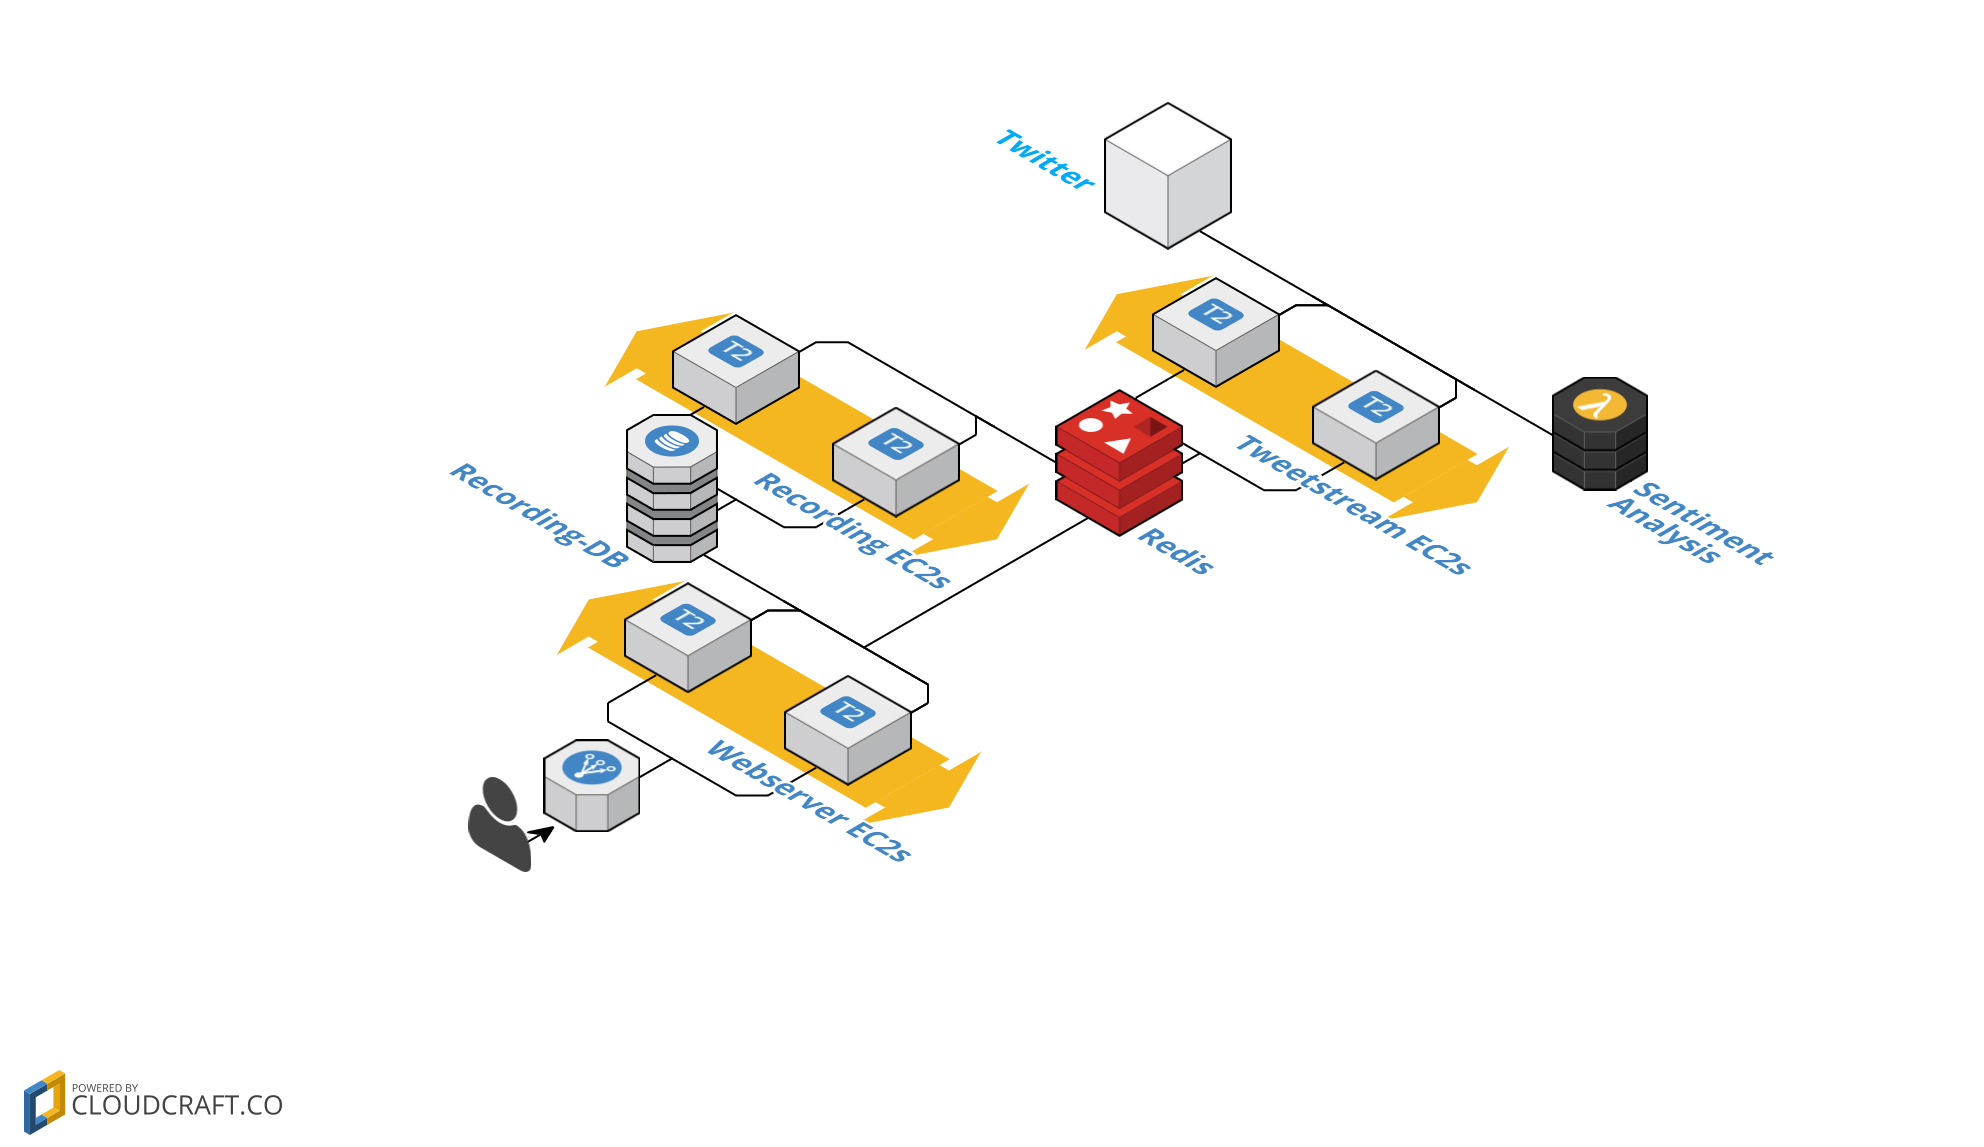 Twitter
T2
T2
T2
T2
λ
Recording-DB
Recording EC2s
Redis
Tweetstream EC2s
Sentiment
Analysis
T2
T2
Webserver EC2s
POWERED BY
CLOUDCRAFT.CO